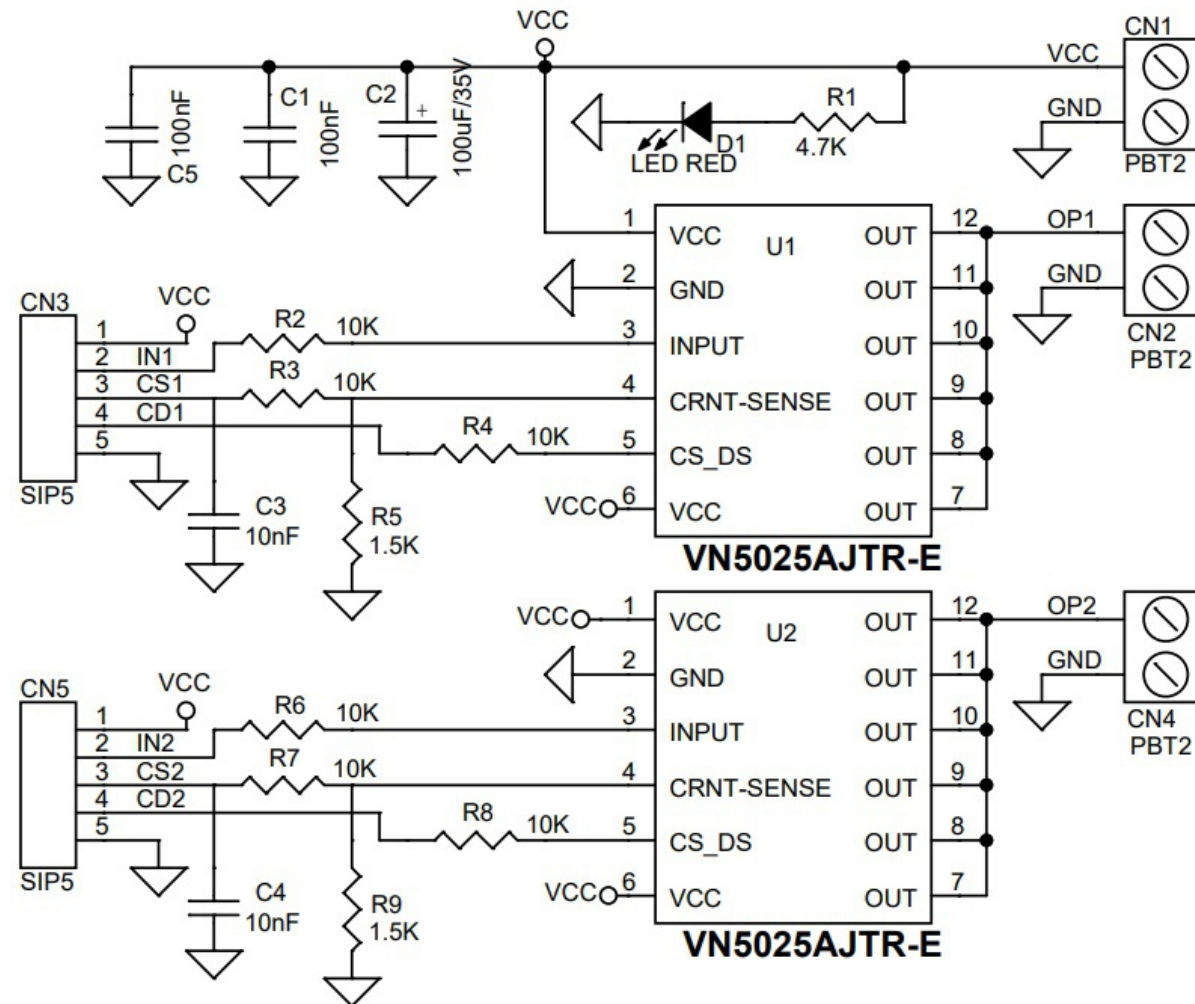 VCC
CN1
VCC
GND
PBT2
100nF
C5
C1
100nF
C2
+
100uF/35V
R1
4.7K
D1
LED RED
1 VCC U1 OUT 12 OP1
2 GND OUT 11 GND
3 INPUT OUT 10
4 CRNT-SENSE OUT 9
5 CS_DS OUT 8
VCC 6 VCC OUT 7
VN5025AJTR-E
CN2
PBT2
CN3
VCC
1
2 IN1
3 CS1
4 CD1
5
SIP5
R2 10K
R3 10K
R4 10K
C3
10nF
R5
1.5K
VCC 1 VCC U2 OUT 12 OP2
2 GND OUT 11 GND
3 INPUT OUT 10
4 CRNT-SENSE OUT 9
5 CS_DS OUT 8
VCC 6 VCC OUT 7
VN5025AJTR-E
CN4
PBT2
CN5
VCC
1
2 IN2
3 CS2
4 CD2
5
SIP5
R6 10K
R7 10K
R8 10K
C4
10nF
R9
1.5K